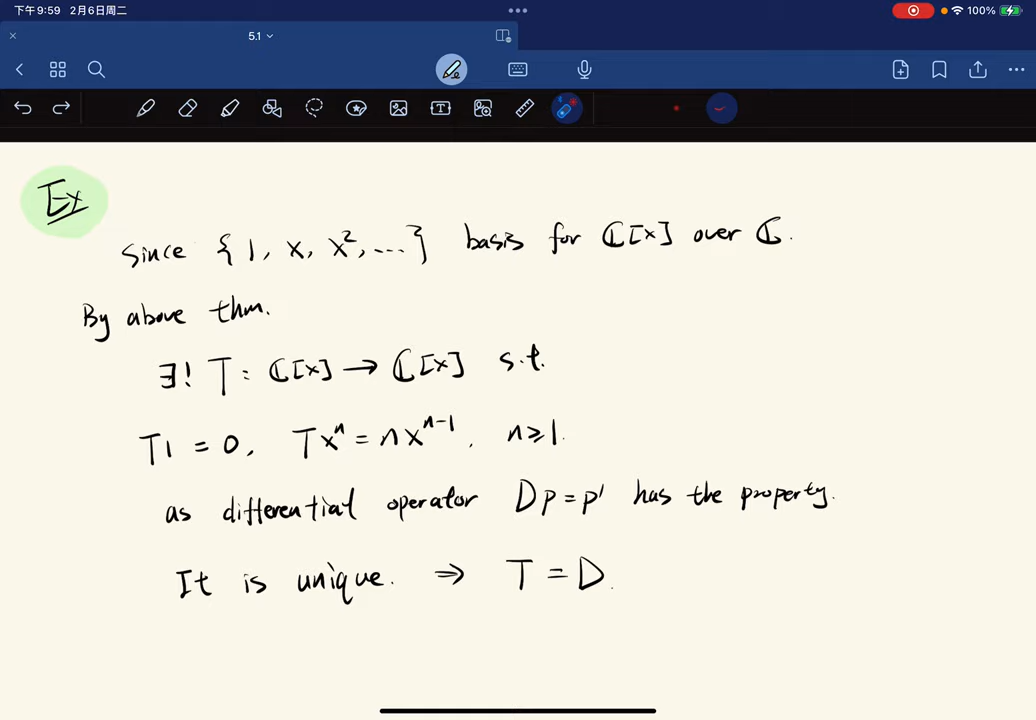 下午9:59 2月6日周二
100%
5.1
Ex
Since {1, x, x², ...} basis for ℂ[x] over ℂ.
By above thm.
∃! T: ℂ[x] → ℂ[x] s.t.
T1 = 0, Txⁿ = nxⁿ⁻¹, n≥1.
as differential operator Dp = p' has the property.
It is unique. ⇒ T = D.